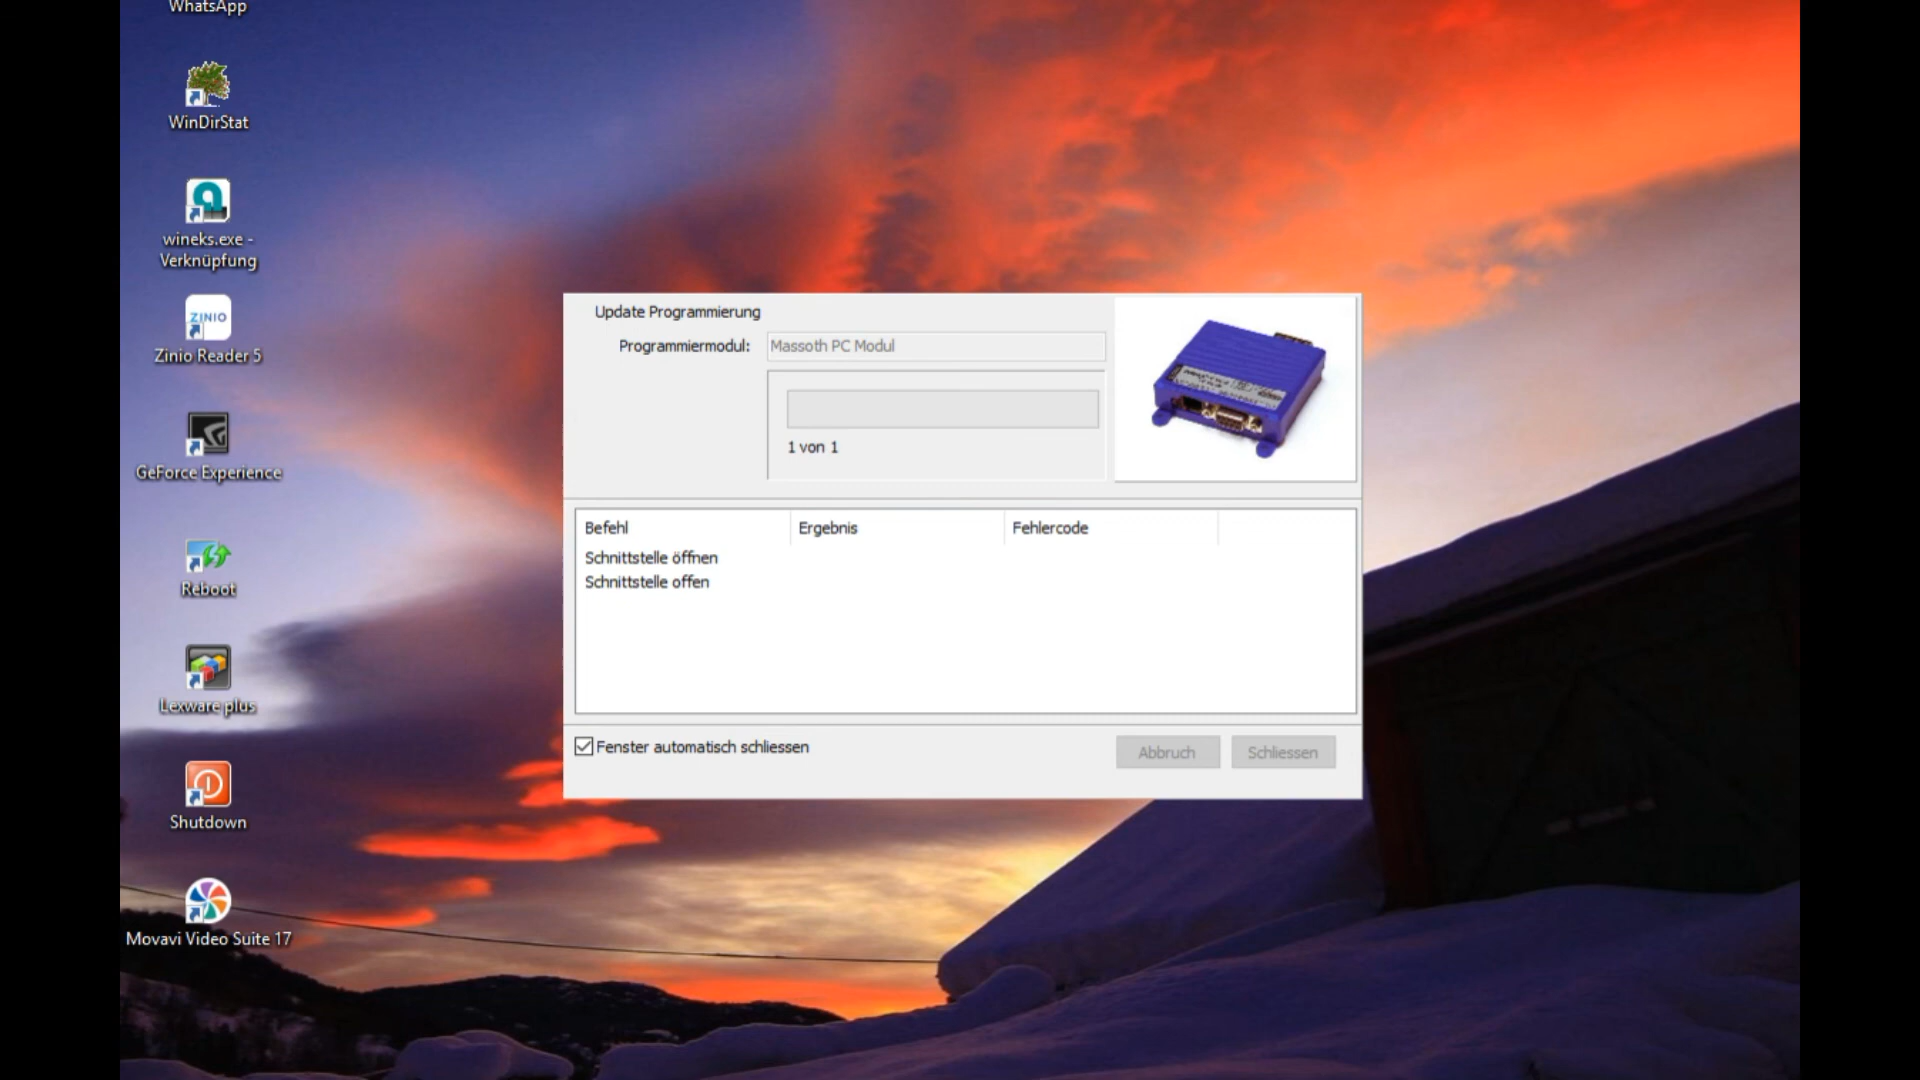 WhatsApp
WinDirStat
wineks.exe -
Verknüpfung
ZINIO
Zinio Reader 5
GeForce Experience
Reboot
Lexware plus
Shutdown
Movavi Video Suite 17
Update Programmierung
Programmiermodul:
Massoth PC Modul
1 von 1
Befehl Ergebnis Fehlercode
Schnittstelle öffnen
Schnittstelle offen
Fenster automatisch schliessen
Abbruch
Schliessen